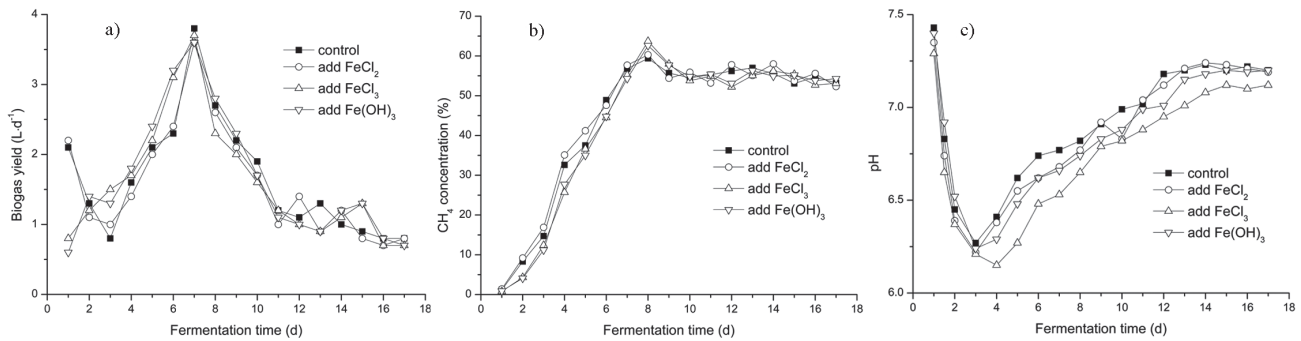 a)
4
3
2
1
0
Biogas yield (L·d⁻¹)
control
add FeCl₂
add FeCl₃
add Fe(OH)₃
0 2 4 6 8 10 12 14 16 18
Fermentation time (d)
b)
70
60
50
40
30
20
10
0
CH₄ concentration (%)
control
add FeCl₂
add FeCl₃
add Fe(OH)₃
0 2 4 6 8 10 12 14 16 18
Fermentation time (d)
c)
7.5
7.0
6.5
6.0
pH
control
add FeCl₂
add FeCl₃
add Fe(OH)₃
0 2 4 6 8 10 12 14 16 18
Fermentation time (d)